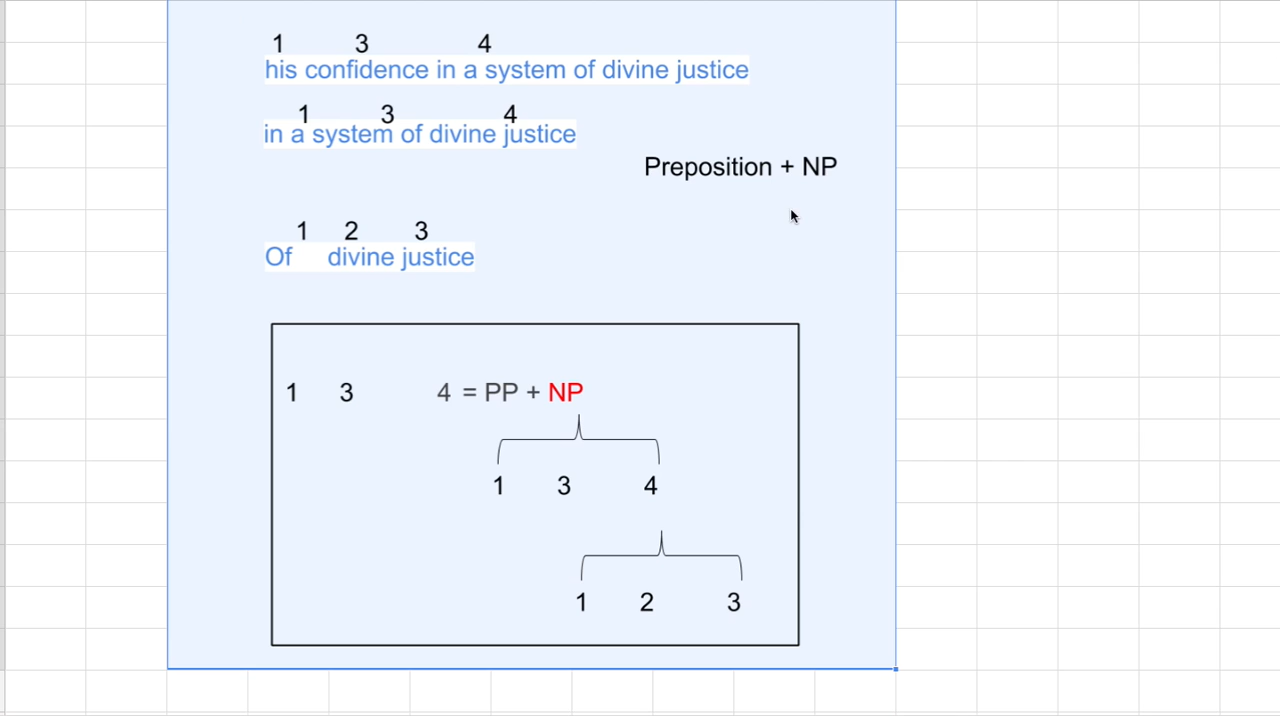 1 3 4
his confidence in a system of divine justice
1 3 4
in a system of divine justice
Preposition + NP
1 2 3
Of divine justice
1 3 4 = PP + NP
1 3 4
1 2 3